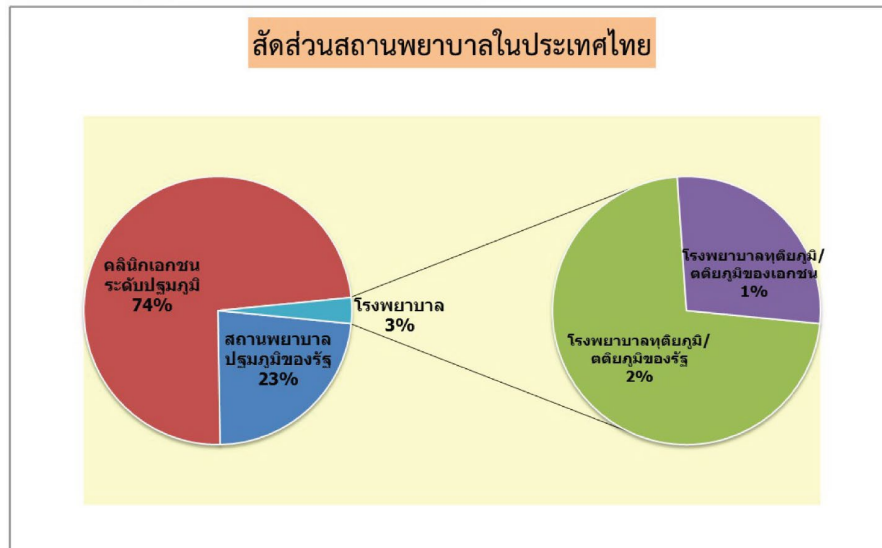 สัดส่วนสถานพยาบาลในประเทศไทย
คลินิกเอกชน
ระดับปฐมภูมิ
74%
สถานพยาบาล
ปฐมภูมิของรัฐ
23%
โรงพยาบาล
3%
โรงพยาบาลทุติยภูมิ/
ตติยภูมิของเอกชน
1%
โรงพยาบาลทุติยภูมิ/
ตติยภูมิของรัฐ
2%